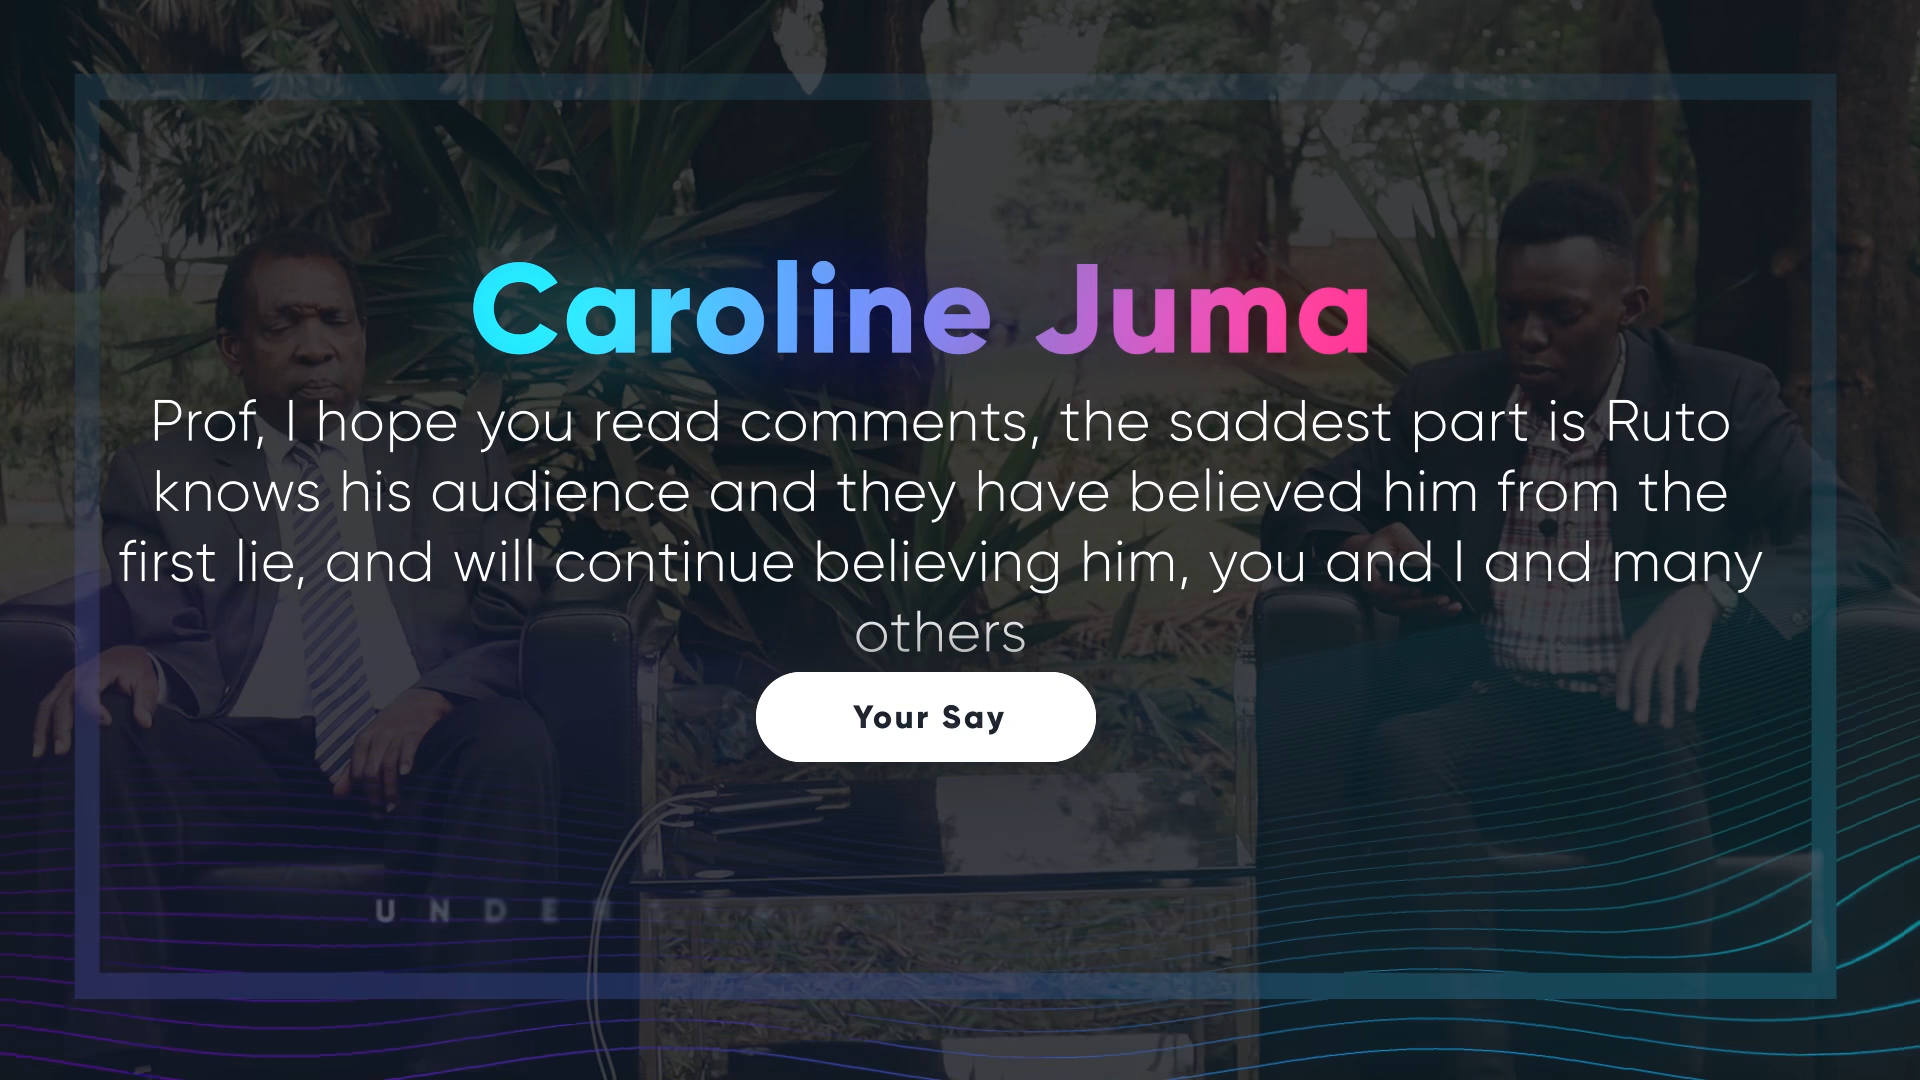 Caroline Juma
Prof, I hope you read comments, the saddest part is Ruto
knows his audience and they have believed him from the
first lie, and will continue believing him, you and I and many
others
Your Say
UNDE